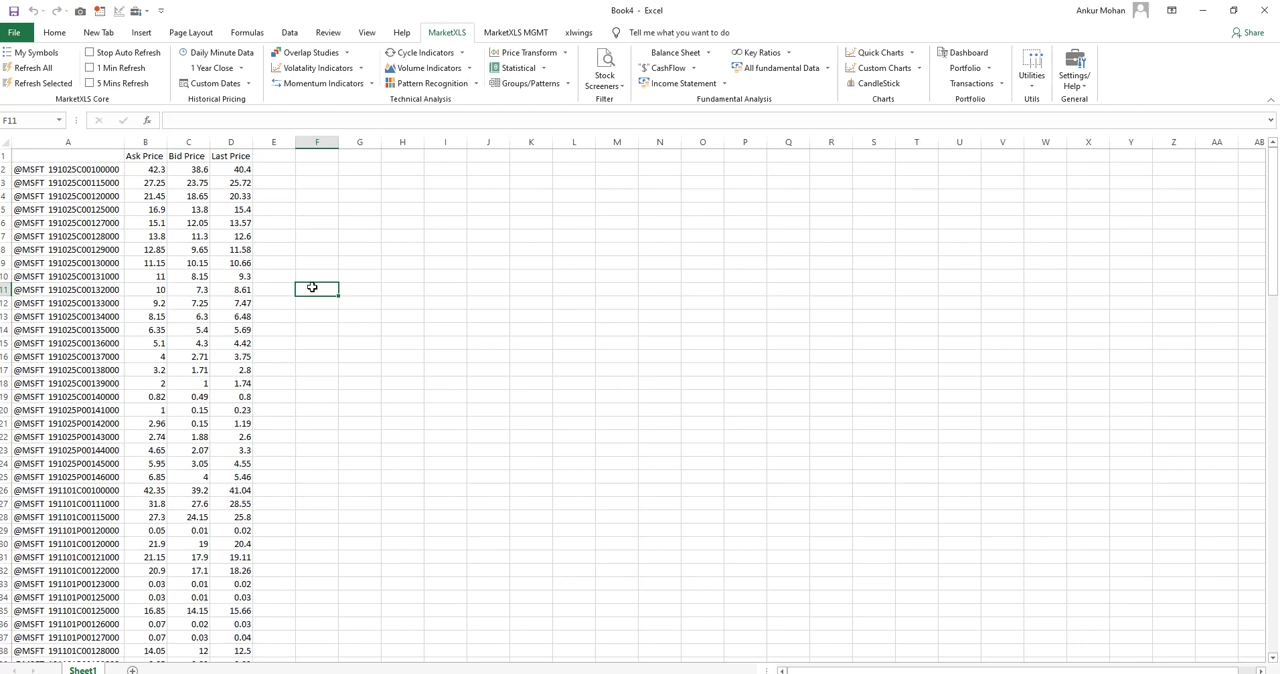 Book4 - Excel
Ankur Mohan
File Home New Tab Insert Page Layout Formulas Data Review View Help MarketXLS MarketXLS MGMT xlwings Tell me what you want to do Share
My Symbols Stop Auto Refresh Daily Minute Data Overlap Studies Cycle Indicators Price Transform Balance Sheet Key Ratios Quick Charts Dashboard
Refresh All 1 Min Refresh 1 Year Close Volatility Indicators Volume Indicators Statistical Stock CashFlow All fundamental Data Custom Charts Portfolio Utilities Settings/
Refresh Selected 5 Mins Refresh Custom Dates Momentum Indicators Pattern Recognition Groups/Patterns Screeners Income Statement CandleStick Transactions Help
MarketXLS Core Historical Pricing Technical Analysis Filter Fundamental Analysis Charts Portfolio Utils General
F11 fx
A B C D E F G H I J K L M N O P Q R S T U V W X Y Z AA AB
1 Ask Price Bid Price Last Price
2 @MSFT 191025C00100000 42.3 38.6 40.4
3 @MSFT 191025C00115000 27.25 23.75 25.72
4 @MSFT 191025C00120000 21.45 18.65 20.33
5 @MSFT 191025C00125000 16.9 13.8 15.4
6 @MSFT 191025C00127000 15.1 12.05 13.57
7 @MSFT 191025C00128000 13.8 11.3 12.6
8 @MSFT 191025C00129000 12.85 9.65 11.58
9 @MSFT 191025C00130000 11.15 10.15 10.66
10 @MSFT 191025C00131000 11 8.15 9.3
11 @MSFT 191025C00132000 10 7.3 8.61
12 @MSFT 191025C00133000 9.2 7.25 7.47
13 @MSFT 191025C00134000 8.15 6.3 6.48
14 @MSFT 191025C00135000 6.35 5.4 5.69
15 @MSFT 191025C00136000 5.1 4.3 4.42
16 @MSFT 191025C00137000 4 2.71 3.75
17 @MSFT 191025C00138000 3.2 1.71 2.8
18 @MSFT 191025C00139000 2 1 1.74
19 @MSFT 191025C00140000 0.82 0.49 0.8
20 @MSFT 191025P00141000 1 0.15 0.23
21 @MSFT 191025P00142000 2.96 0.15 1.19
22 @MSFT 191025P00143000 2.74 1.88 2.6
23 @MSFT 191025P00144000 4.65 2.07 3.3
24 @MSFT 191025P00145000 5.95 3.05 4.55
25 @MSFT 191025P00146000 6.85 4 5.46
26 @MSFT 191101C00100000 42.35 39.2 41.04
27 @MSFT 191101C00111000 31.8 27.6 28.55
28 @MSFT 191101C00115000 27.3 24.15 25.8
29 @MSFT 191101P00120000 0.05 0.01 0.02
30 @MSFT 191101C00120000 21.9 19 20.4
31 @MSFT 191101C00121000 21.15 17.9 19.11
32 @MSFT 191101C00122000 20.9 17.1 18.26
33 @MSFT 191101P00123000 0.03 0.01 0.02
34 @MSFT 191101P00125000 0.03 0.01 0.03
35 @MSFT 191101C00125000 16.85 14.15 15.66
36 @MSFT 191101P00126000 0.06 0.02 0.03
37 @MSFT 191101P00127000 0.07 0.03 0.04
38 @MSFT 191101C00128000 14.05 12 12.5
Sheet1